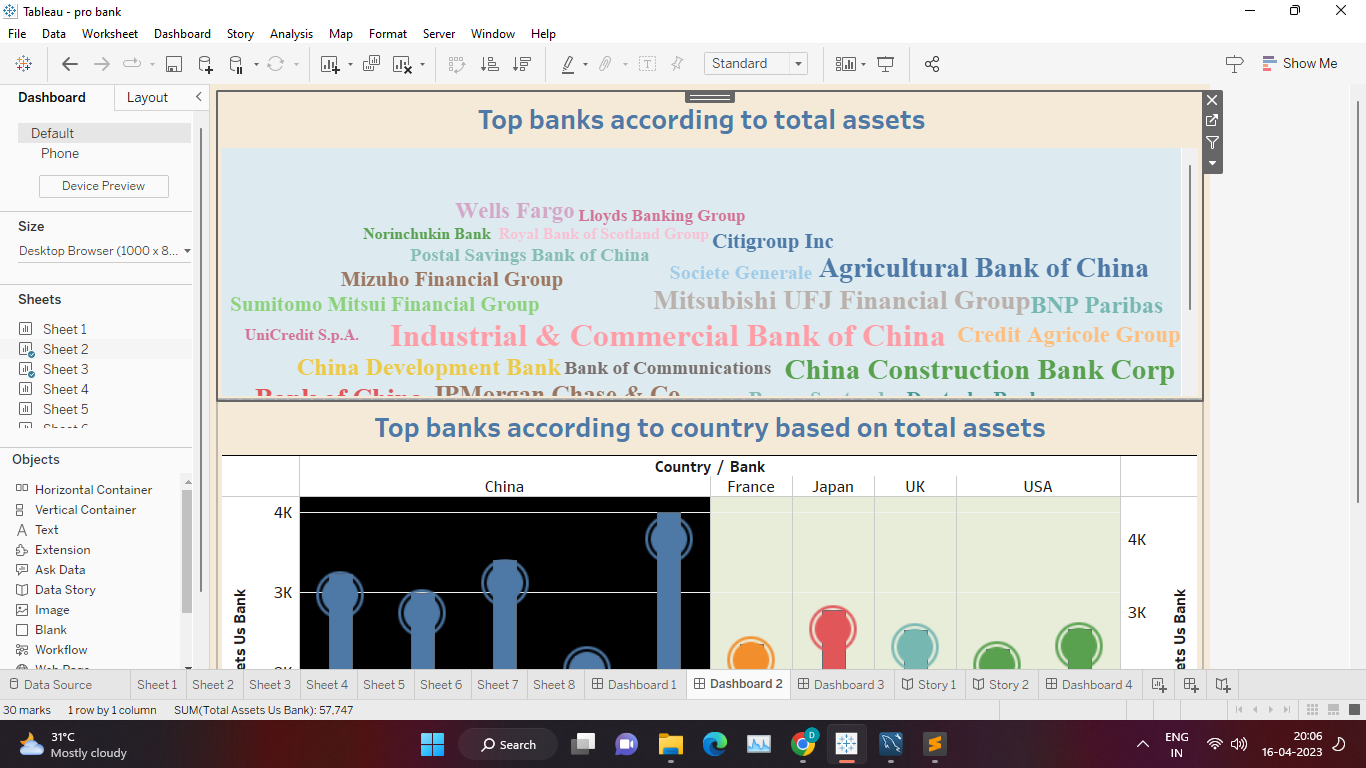 Tableau - pro bank
File Data Worksheet Dashboard Story Analysis Map Format Server Window Help
Standard
Show Me
Dashboard Layout
Default
Phone
Device Preview
Size
Desktop Browser (1000 x 8...
Sheets
Sheet 1
Sheet 2
Sheet 3
Sheet 4
Sheet 5
Objects
Horizontal Container
Vertical Container
Text
Extension
Ask Data
Data Story
Image
Blank
Workflow
Top banks according to total assets
Wells Fargo Lloyds Banking Group
Norinchukin Bank Royal Bank of Scotland Group Citigroup Inc
Postal Savings Bank of China
Societe Generale Agricultural Bank of China
Mizuho Financial Group
Sumitomo Mitsui Financial Group Mitsubishi UFJ Financial Group BNP Paribas
UniCredit S.p.A. Industrial & Commercial Bank of China Credit Agricole Group
China Development Bank Bank of Communications China Construction Bank Corp
Bank of China JPMorgan Chase & Co
Top banks according to country based on total assets
Country / Bank
China France Japan UK USA
4K
3K
4K
3K
ets Us Bank
ets Us Bank
Data Source Sheet 1 Sheet 2 Sheet 3 Sheet 4 Sheet 5 Sheet 6 Sheet 7 Sheet 8 Dashboard 1 Dashboard 2 Dashboard 3 Story 1 Story 2 Dashboard 4
30 marks 1 row by 1 column SUM(Total Assets Us Bank): 57,747
31°C
Mostly cloudy
Search
D
ENG
IN
20:06
16-04-2023